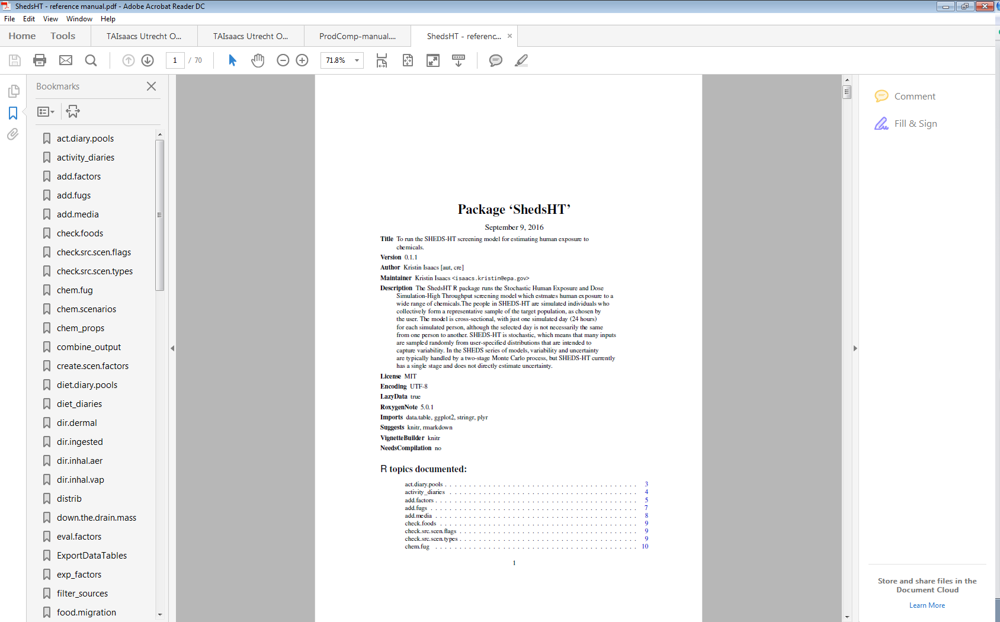 ShedsHT - reference manual.pdf - Adobe Acrobat Reader DC
File Edit View Window Help
Home Tools TAIsaacs Utrecht O... TAIsaacs Utrecht O... ProdComp-manual.... ShedsHT - referenc... ×
1 / 70 71.8%
Bookmarks
act.diary.pools
activity_diaries
add.factors
add.fugs
add.media
check.foods
check.src.scen.flags
check.src.scen.types
chem.fug
chem.scenarios
chem_props
combine_output
create.scen.factors
diet.diary.pools
diet_diaries
dir.dermal
dir.ingested
dir.inhal.aer
dir.inhal.vap
distrib
down.the.drain.mass
eval.factors
ExportDataTables
exp_factors
filter_sources
food.migration
Package ‘ShedsHT’
September 9, 2016
Title To run the SHEDS-HT screening model for estimating human exposure to
chemicals.
Version 0.1.1
Author Kristin Isaacs [aut, cre]
Maintainer Kristin Isaacs <isaacs.kristin@epa.gov>
Description The ShedsHT R package runs the Stochastic Human Exposure and Dose
Simulation-High Throughput screening model which estmates human exposure to a
wide range of chemicals.The people in SHEDS-HT are simulated individuals who
collectively form a representative sample of the target population, as chosen by
the user. The model is cross-sectional, with just one simulated day (24 hours)
for each simulated person, although the selected day is not necessarily the same
from one person to another. SHEDS-HT is stochastic, which means that many inputs
are sampled randomly from user-specified distributions that are intended to
capture variability. In the SHEDS series of models, variability and uncertainty
are typically handled by a two-stage Monte Carlo process, but SHEDS-HT currently
has a single stage and does not directly estimate uncertainty.
License MIT
Encoding UTF-8
LazyData true
RoxygenNote 5.0.1
Imports data.table, ggplot2, stringr, plyr
Suggests knitr, rmarkdown
VignetteBuilder knitr
NeedsCompilation no
R topics documented:
act.diary.pools . . . . . . . . . . . . . . . . . . . . . . . . . . . . . . . . . . . . . . . . 3
activity_diaries . . . . . . . . . . . . . . . . . . . . . . . . . . . . . . . . . . . . . . . 4
add.factors . . . . . . . . . . . . . . . . . . . . . . . . . . . . . . . . . . . . . . . . . . 5
add.fugs . . . . . . . . . . . . . . . . . . . . . . . . . . . . . . . . . . . . . . . . . . . 7
add.media . . . . . . . . . . . . . . . . . . . . . . . . . . . . . . . . . . . . . . . . . . 8
check.foods . . . . . . . . . . . . . . . . . . . . . . . . . . . . . . . . . . . . . . . . . 9
check.src.scen.flags . . . . . . . . . . . . . . . . . . . . . . . . . . . . . . . . . . . . . 9
check.src.scen.types . . . . . . . . . . . . . . . . . . . . . . . . . . . . . . . . . . . . . 9
chem.fug . . . . . . . . . . . . . . . . . . . . . . . . . . . . . . . . . . . . . . . . . . 10
1
Comment
Fill & Sign
Store and share files in the
Document Cloud
Learn More